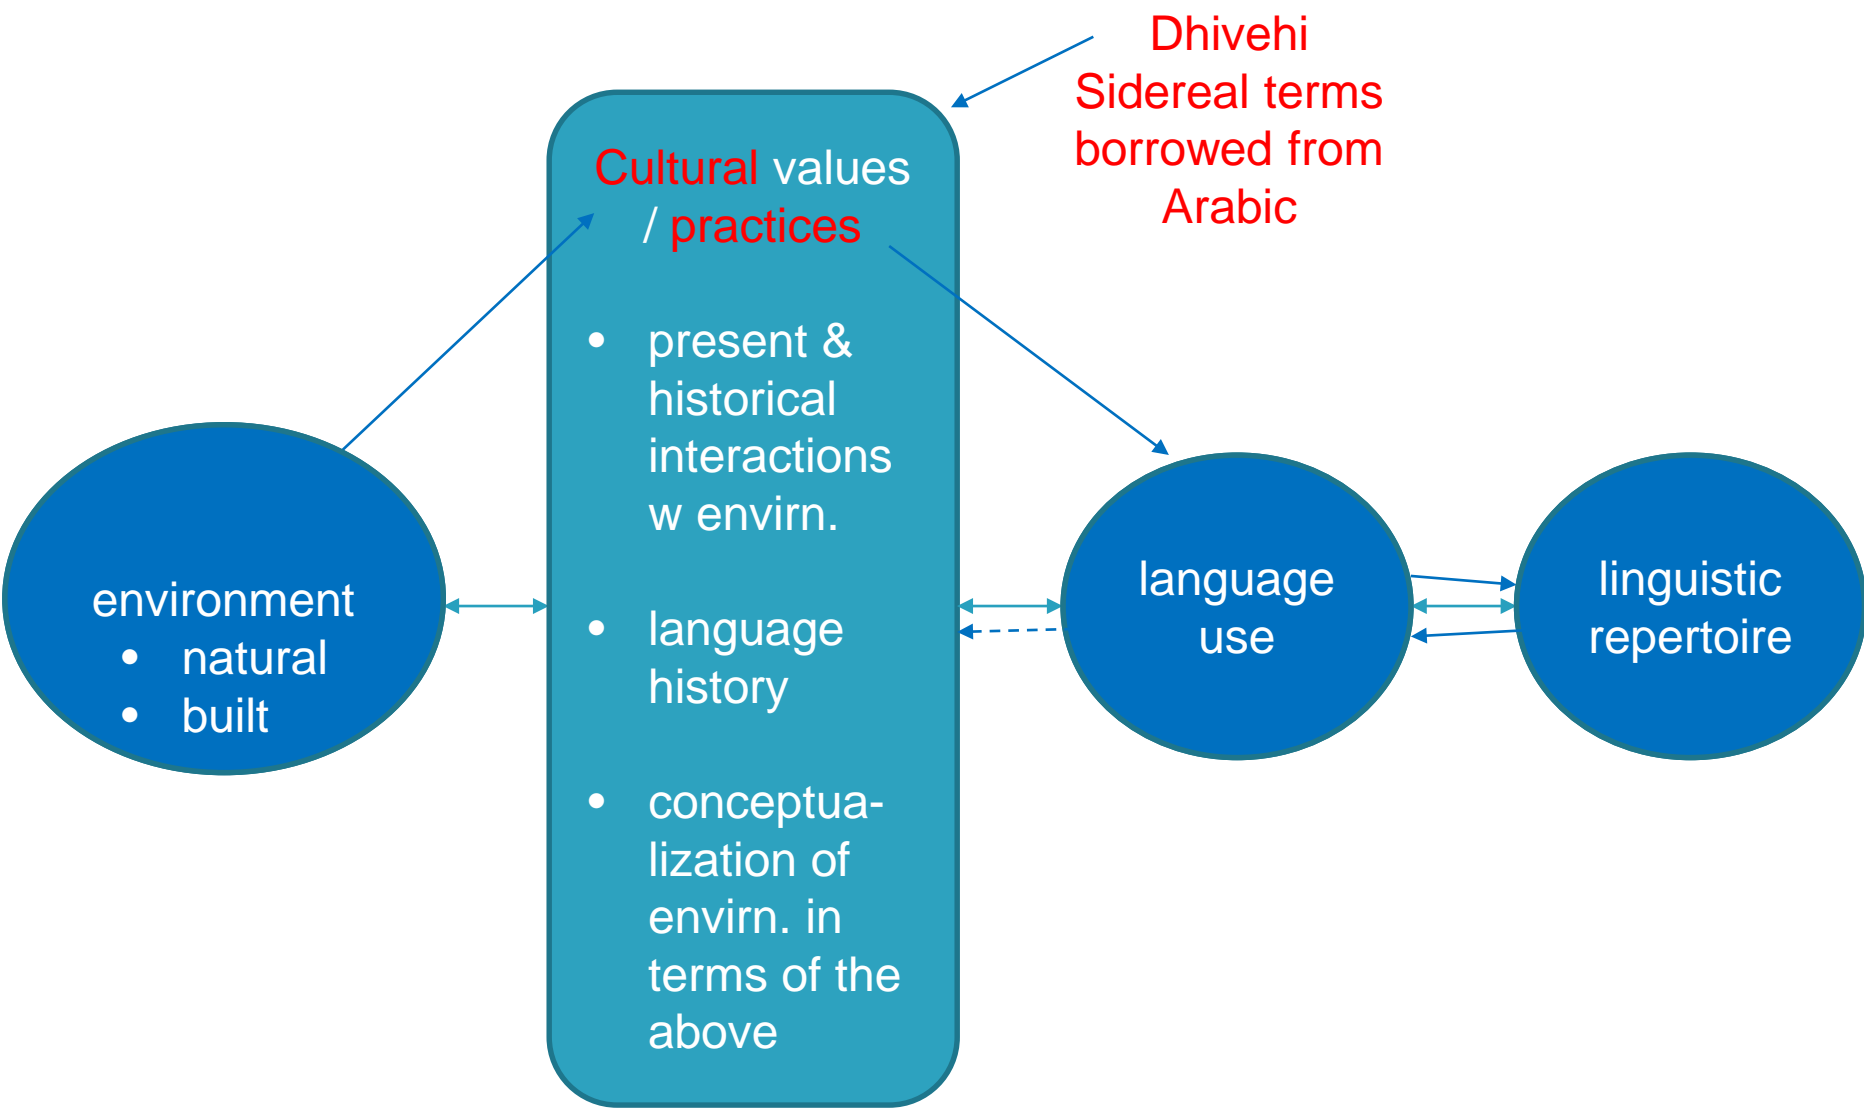 Dhivehi
Sidereal terms
borrowed from
Arabic
Cultural values
/ practices
• present &
historical
interactions
w envirn.
• language
history
• conceptua-
lization of
envirn. in
terms of the
above
environment
• natural
• built
language
use
linguistic
repertoire